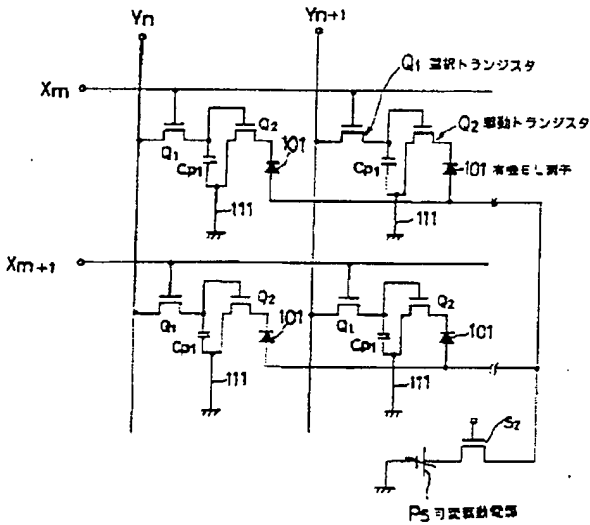 Yn
Yn+1
Xm
Q1 選択トランジスタ
Q2
Q2 駆動トランジスタ
Q1
Cp1
101
Cp1
101 有機EL素子
111
111
Xm+1
Q1
Q2
Cp1
101
Q1
Q2
Cp1
101
111
111
S2
Ps 可変駆動電源